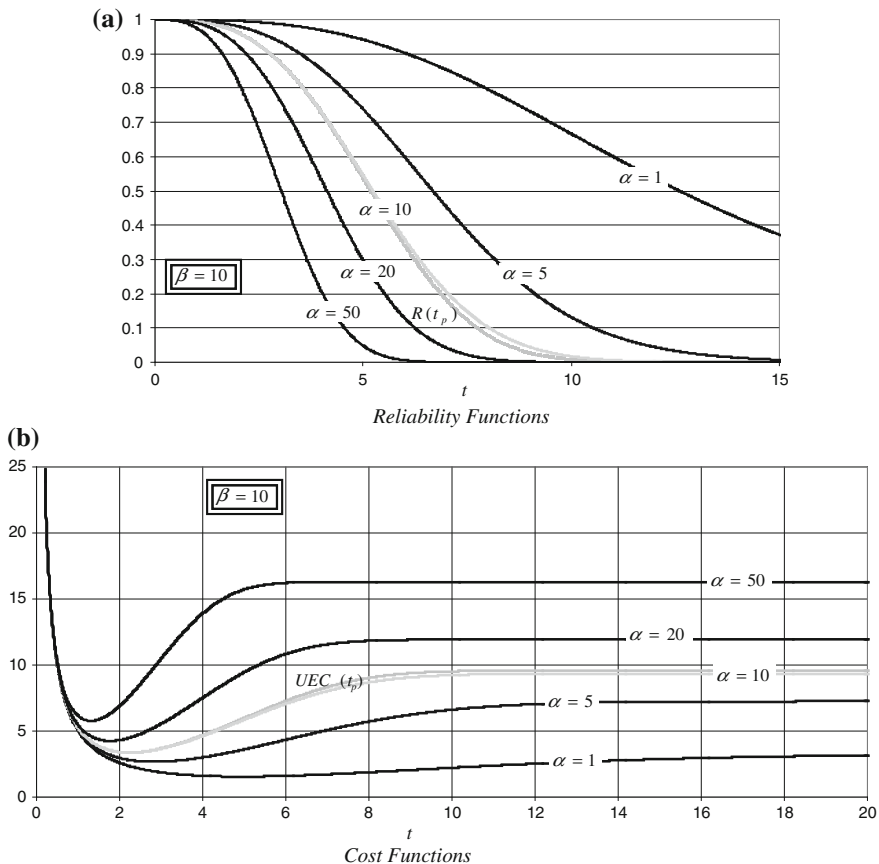 (a)
1
0.9
0.8
0.7
0.6
0.5
0.4
0.3
0.2
0.1
0
α = 1
α = 10
α = 5
α = 20
β = 10
α = 50
R(t_p)
0 5 10 15
t
Reliability Functions
(b)
25
20
15
10
5
0
β = 10
α = 50
α = 20
UEC (t_p)
α = 10
α = 5
α = 1
0 2 4 6 8 10 12 14 16 18 20
t
Cost Functions